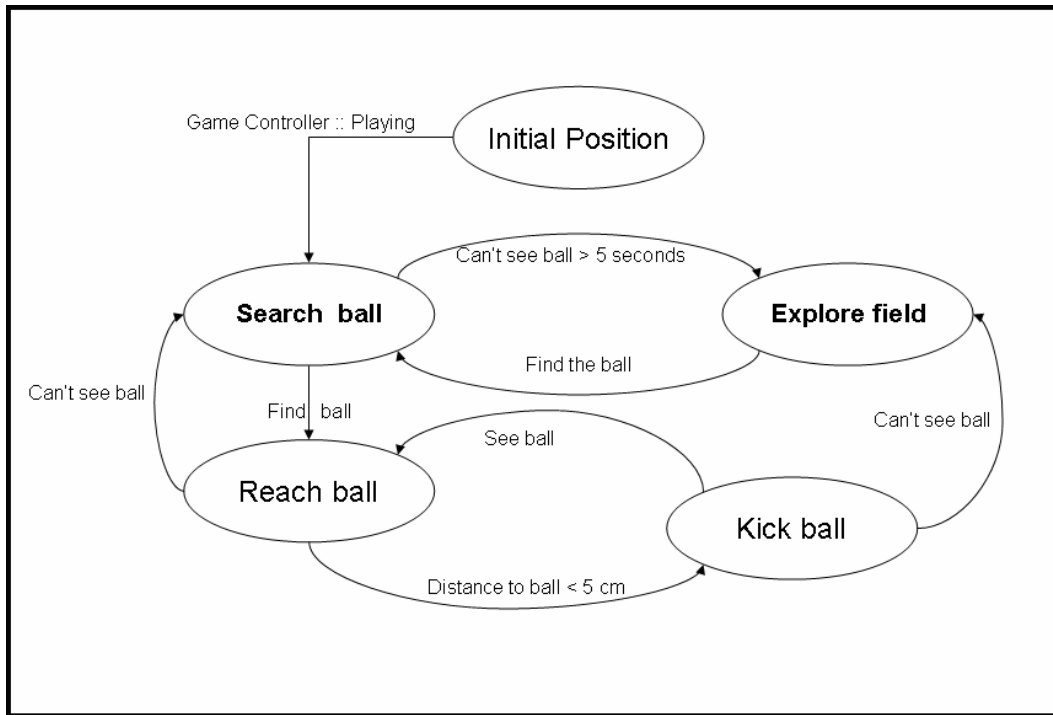 Game Controller :: Playing
Initial Position
Can't see ball > 5 seconds
Search ball
Explore field
Find the ball
Can't see ball
Find ball
See ball
Can't see ball
Reach ball
Kick ball
Distance to ball < 5 cm